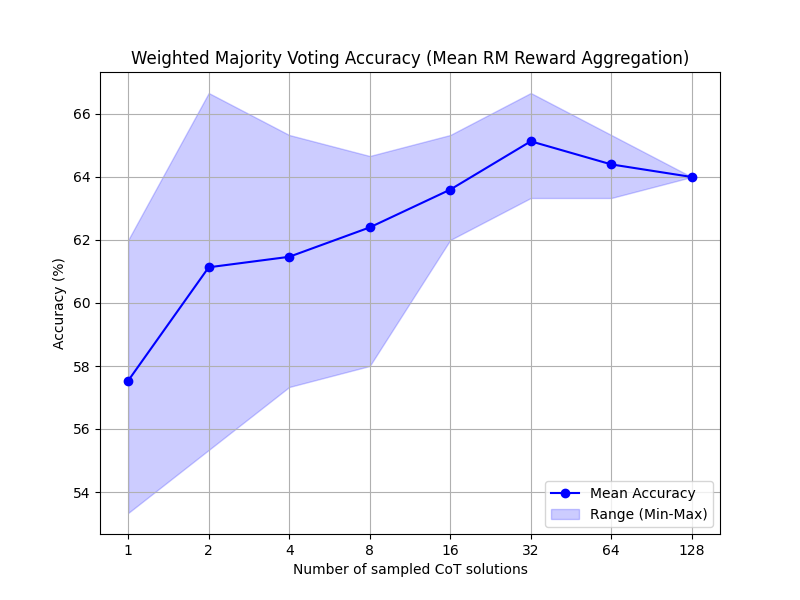 Weighted Majority Voting Accuracy (Mean RM Reward Aggregation)
Accuracy (%)
66
64
62
60
58
56
54
Mean Accuracy
Range (Min-Max)
1 2 4 8 16 32 64 128
Number of sampled CoT solutions